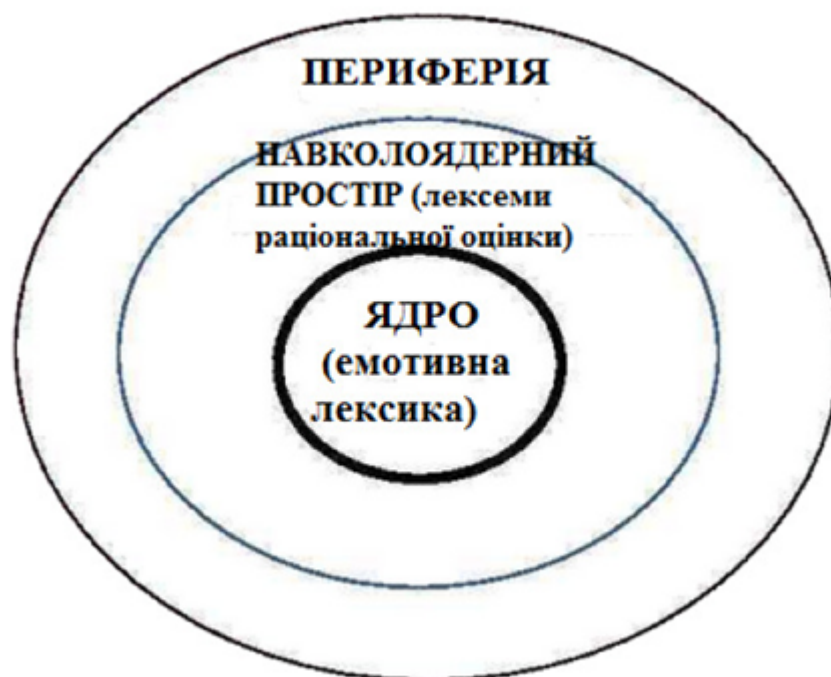 ПЕРИФЕРІЯ
НАВКОЛОЯДЕРНИЙ
ПРОСТІР (лексеми
раціональної оцінки)
ЯДРО
(емотивна
лексика)